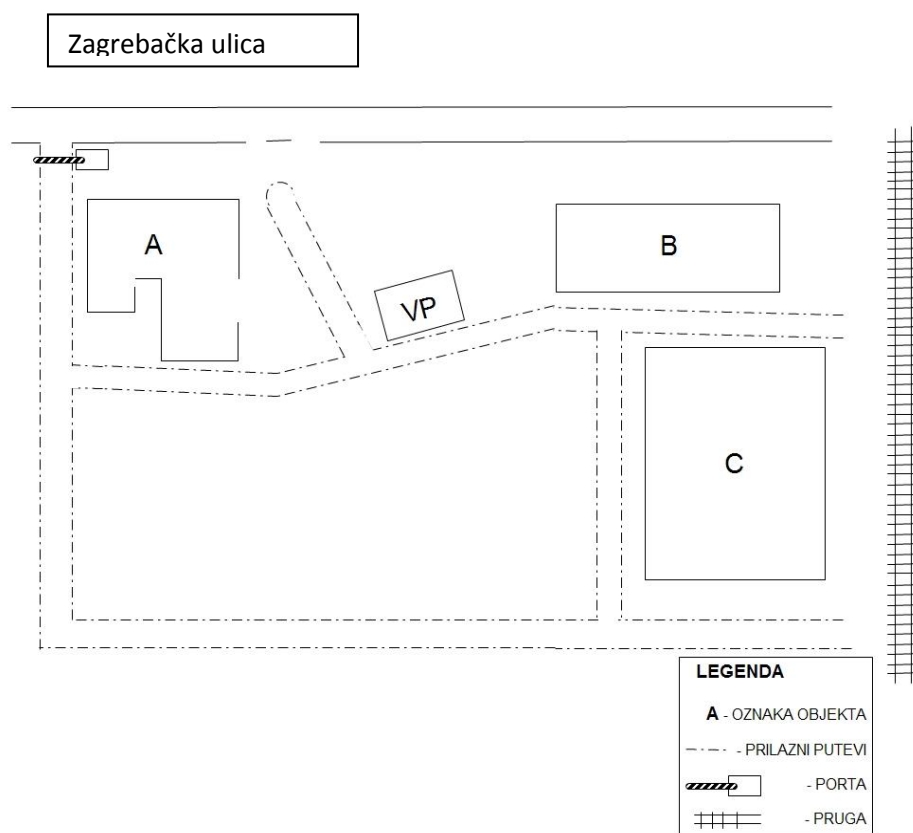 Zagrebačka ulica
A
B
VP
C
LEGENDA
A - OZNAKA OBJEKTA
- PRILAZNI PUTEVI
- PORTA
- PRUGA